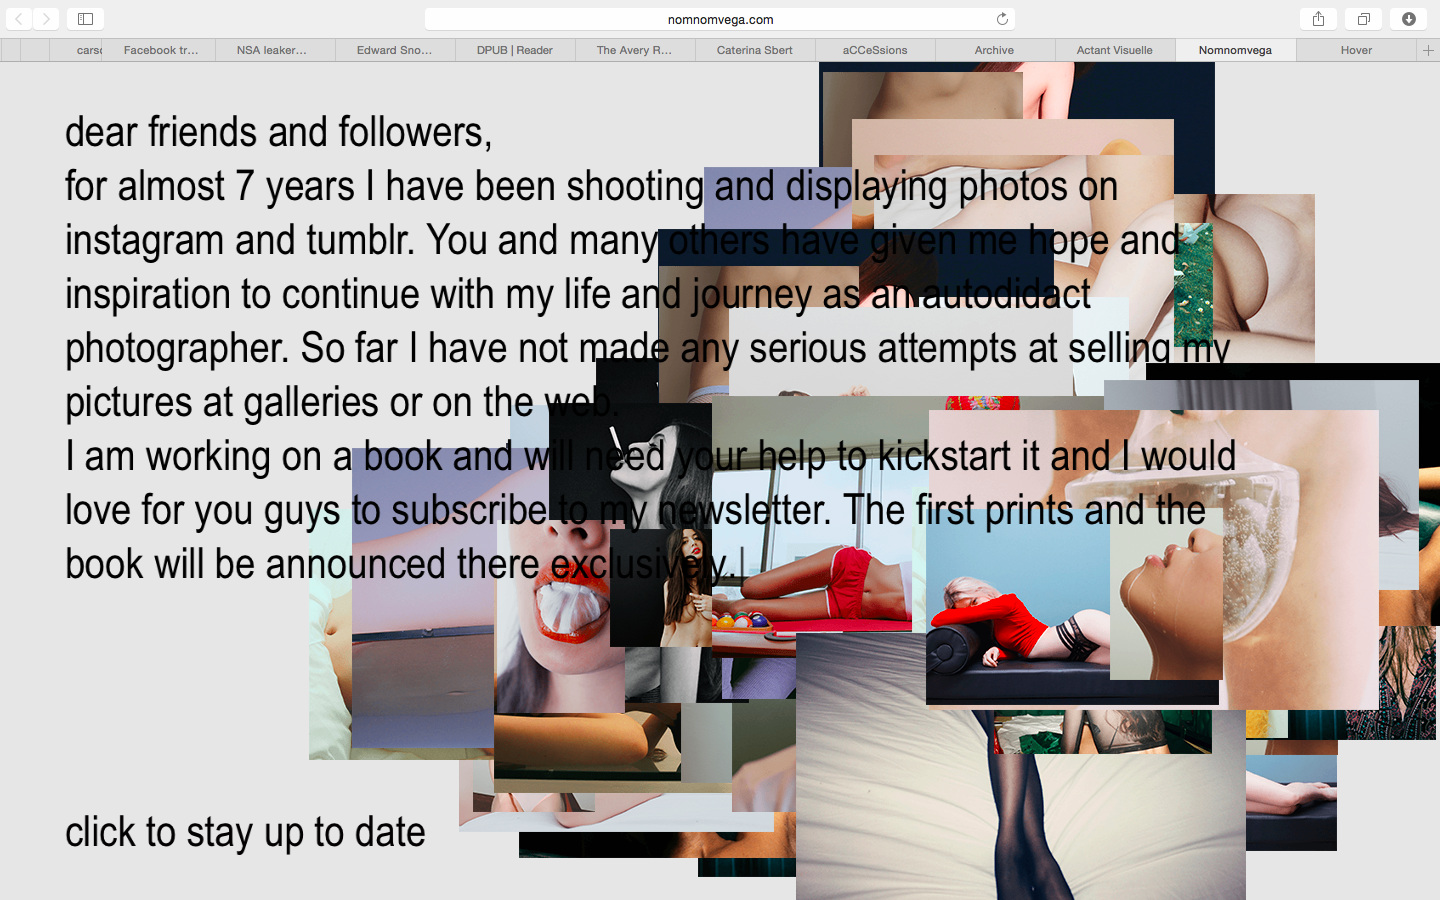 nomnomvega.com
carsc
Facebook tr…
NSA leaker…
Edward Sno…
DPUB | Reader
The Avery R…
Caterina Sbert
aCCeSsions
Archive
Actant Visuelle
Nomnomvega
Hover
dear friends and followers,
for almost 7 years I have been shooting and displaying photos on
instagram and tumblr. You and many others have given me hope and
inspiration to continue with my life and journey as an autodidact
photographer. So far I have not made any serious attempts at selling my
pictures at galleries or on the web.
I am working on a book and will need your help to kickstart it and I would
love for you guys to subscribe to my newsletter. The first prints and the
book will be announced there exclusively.
click to stay up to date